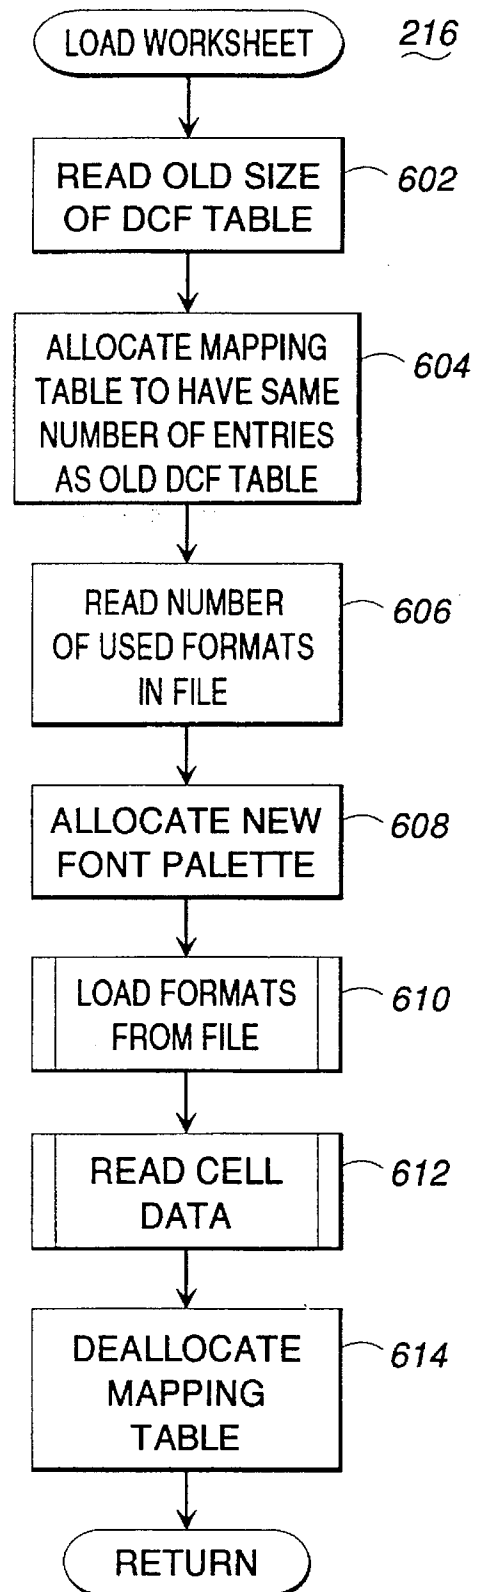 LOAD WORKSHEET
216
READ OLD SIZE
OF DCF TABLE
602
ALLOCATE MAPPING
TABLE TO HAVE SAME
NUMBER OF ENTRIES
AS OLD DCF TABLE
604
READ NUMBER
OF USED FORMATS
IN FILE
606
ALLOCATE NEW
FONT PALETTE
608
LOAD FORMATS
FROM FILE
610
READ CELL
DATA
612
DEALLOCATE
MAPPING
TABLE
614
RETURN